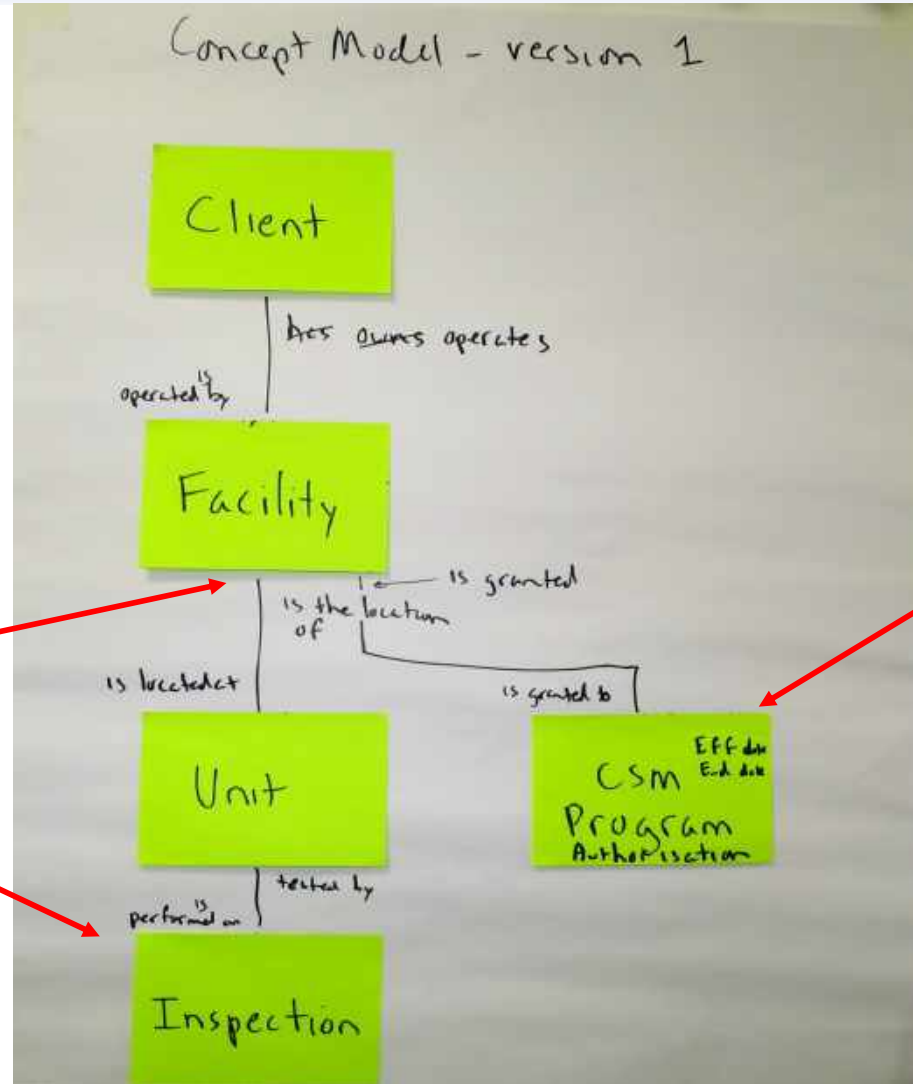 Concept Model - version 1
Client
has owns operates
is
operated by
Facility
is granted
is the location
of
is located at
is granted to
Unit
Eff date
CSM End date
Program
Authorisation
tested by
is
performed on
Inspection